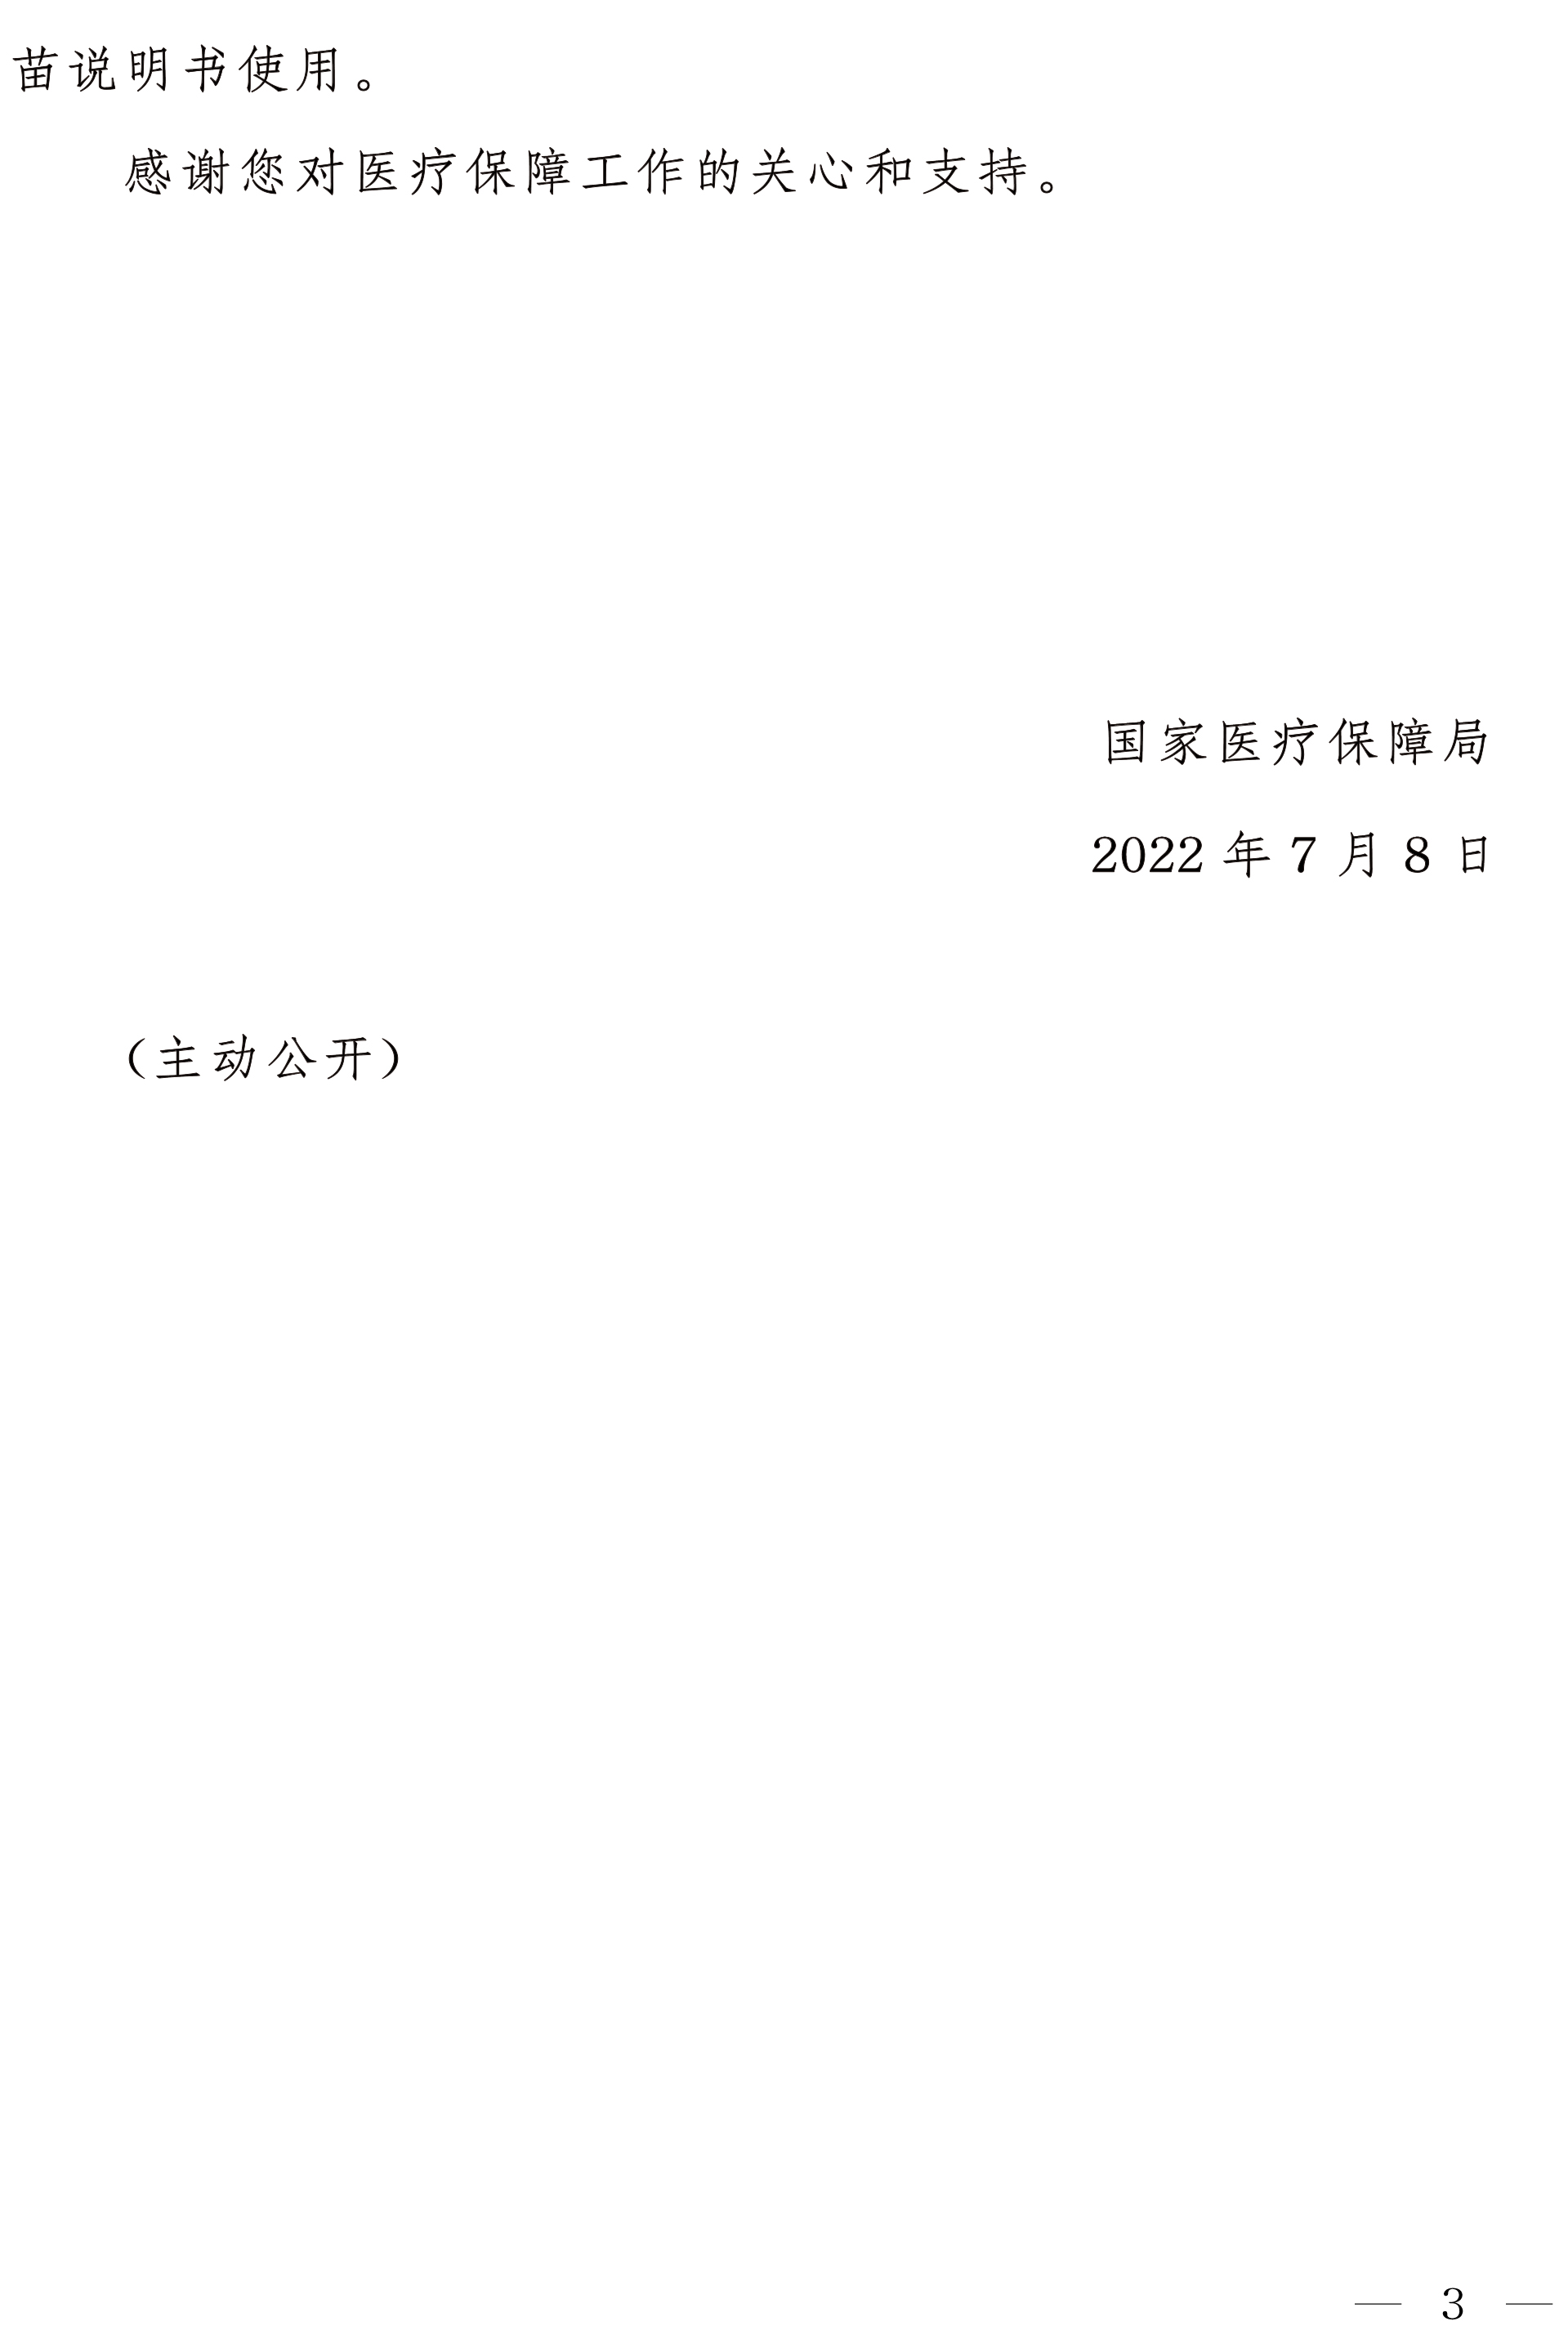 苗说明书使用。
感谢您对医疗保障工作的关心和支持。
国家医疗保障局
2022 年 7 月 8 日
（主动公开）
— 3 —